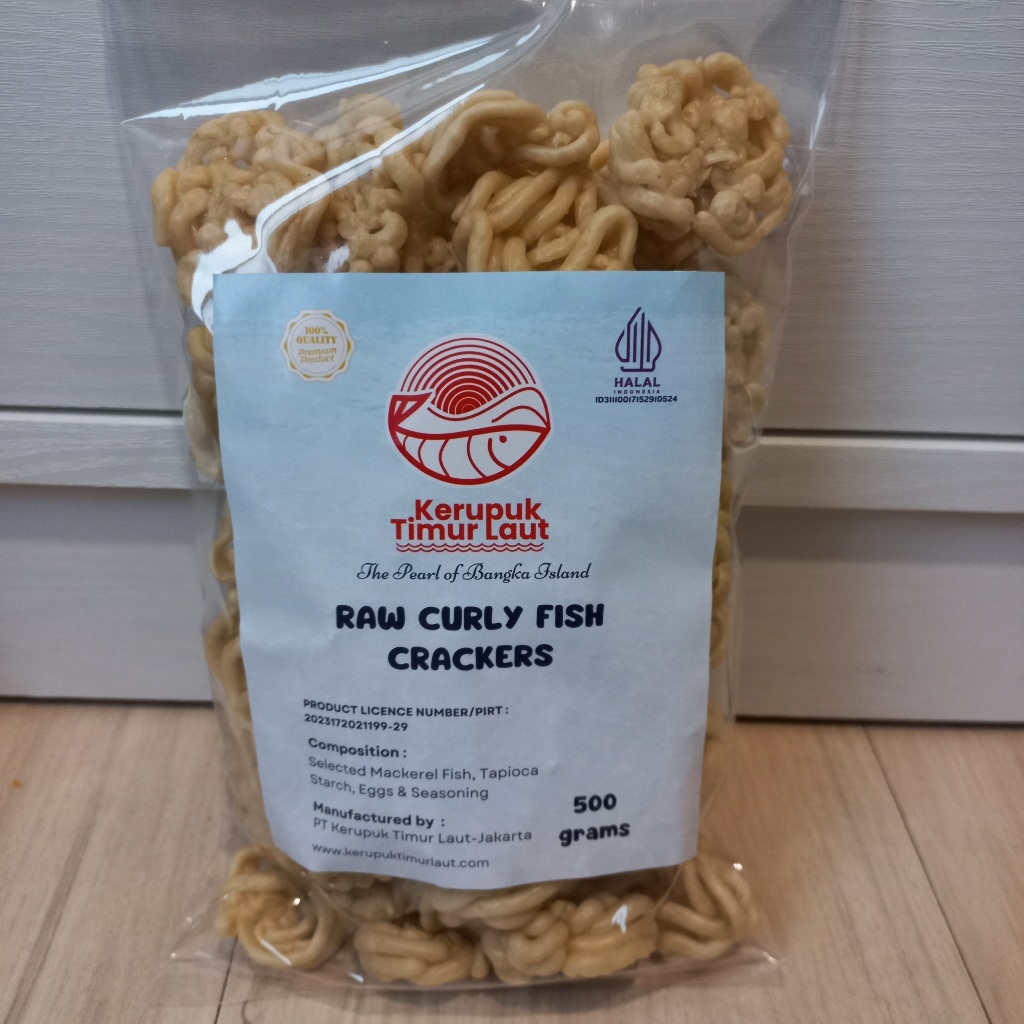 100%
QUALITY
Premium
Product
HALAL
INDONESIA
ID31110017152910524
Kerupuk
Timur Laut
The Pearl of Bangka Island
RAW CURLY FISH
CRACKERS
PRODUCT LICENCE NUMBER/PIRT :
2023172021199-29
Composition :
Selected Mackerel Fish, Tapioca
Starch, Eggs & Seasoning
Manufactured by :
PT Kerupuk Timur Laut-Jakarta
www.kerupuktimurlaut.com
500
grams